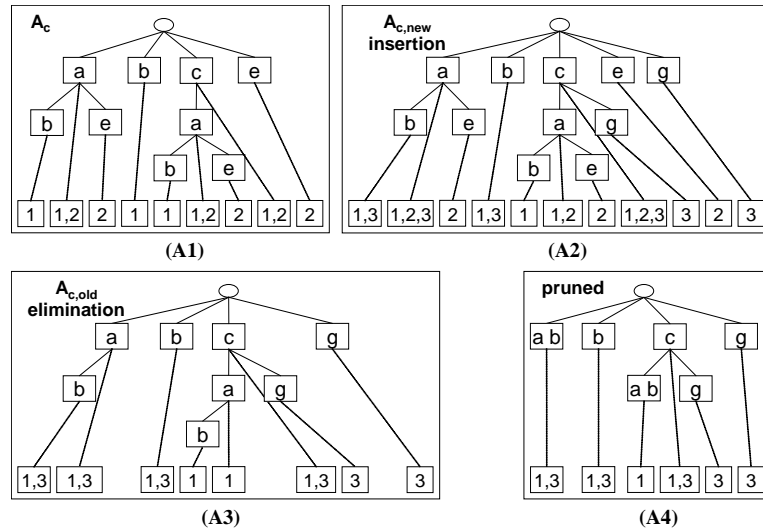 A_c
a b c e
b e a
b e
1 1,2 2 1 1 1,2 2 1,2 2
(A1)
A_c,new
insertion
a b c e g
b e a g
b e
1,3 1,2,3 2 1,3 1 1,2 2 1,2,3 3 2 3
(A2)
A_c,old
elimination
a b c g
b a g
b
1,3 1,3 1,3 1 1 1,3 3 3
(A3)
pruned
a b b c g
a b g
1,3 1,3 1 1,3 3 3
(A4)